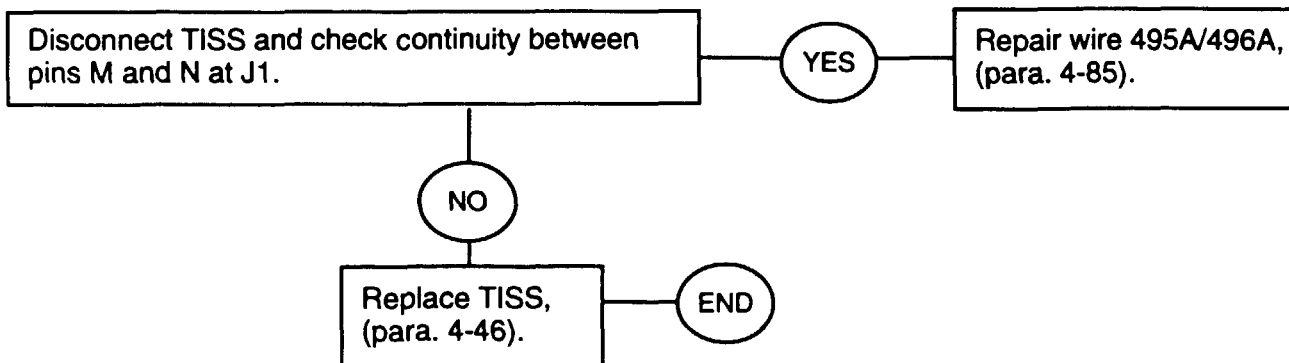 Disconnect TISS and check continuity between
pins M and N at J1.
YES
Repair wire 495A/496A,
(para. 4-85).
NO
Replace TISS,
(para. 4-46).
END